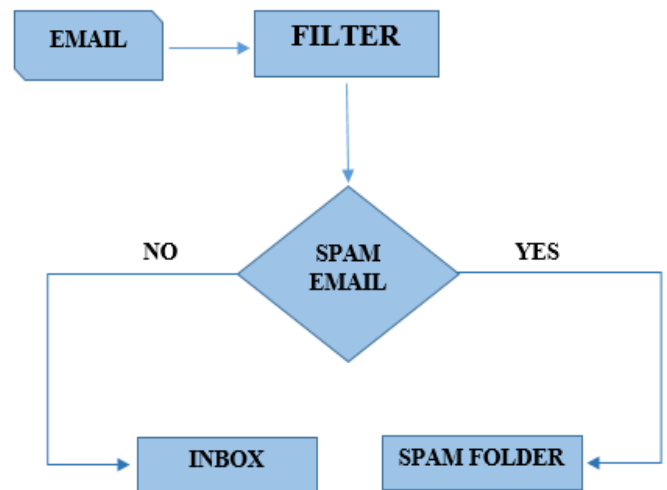 EMAIL
FILTER
NO
SPAM
EMAIL
YES
INBOX
SPAM FOLDER